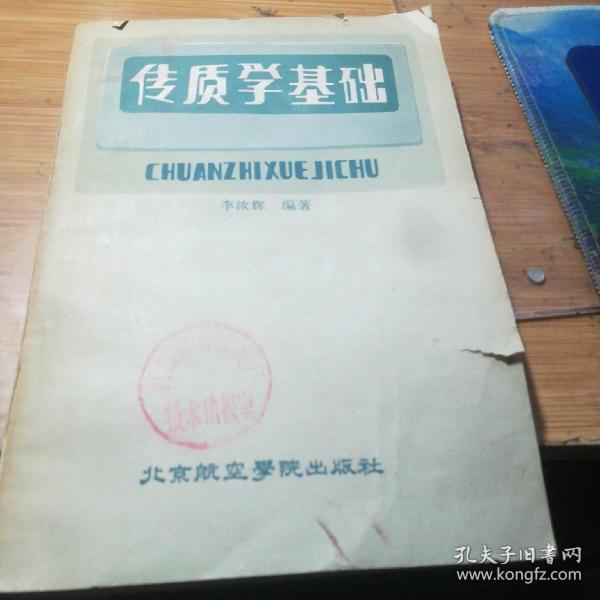 传质学基础
CHUANZHIXUEJICHU
李汝辉 编著
技术情报室
北京航空學院出版社
孔夫子旧书网
www.kongfz.com